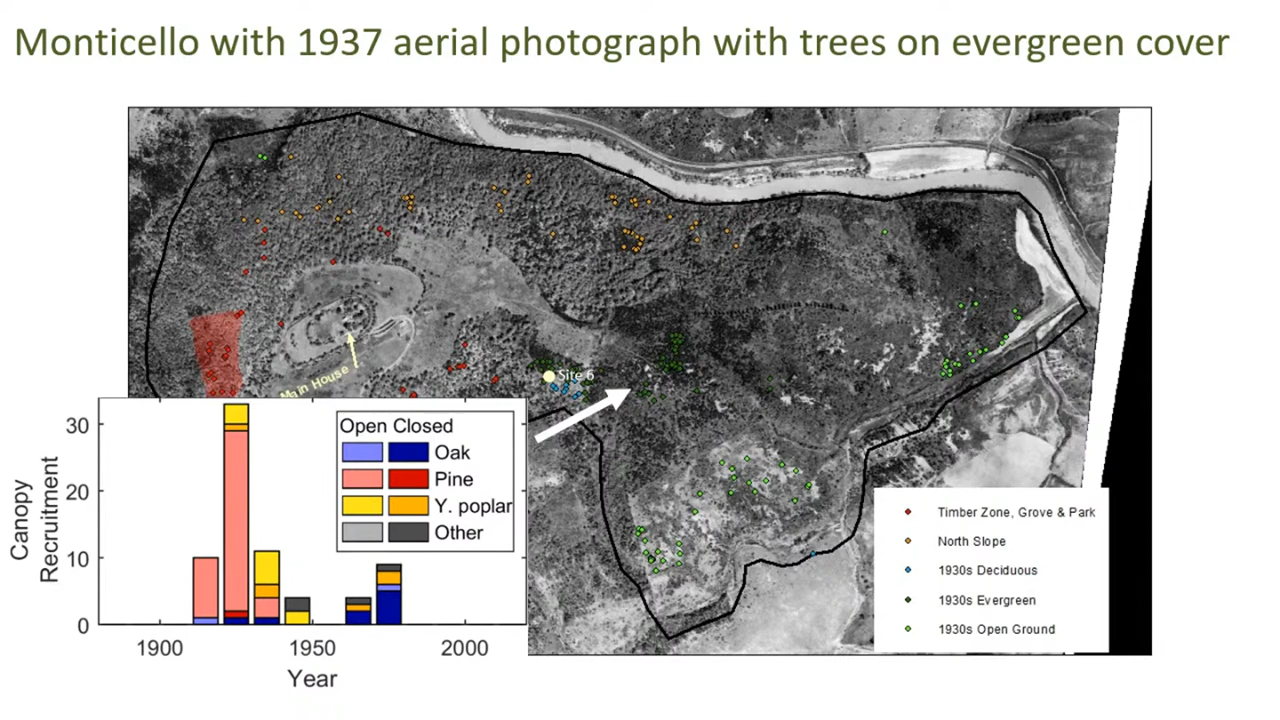 Monticello with 1937 aerial photograph with trees on evergreen cover
Main House
Site 6
30
20
10
0
Canopy
Recruitment
1900
1950
2000
Year
Open Closed
Oak
Pine
Y. poplar
Other
Timber Zone, Grove & Park
North Slope
1930s Deciduous
1930s Evergreen
1930s Open Ground